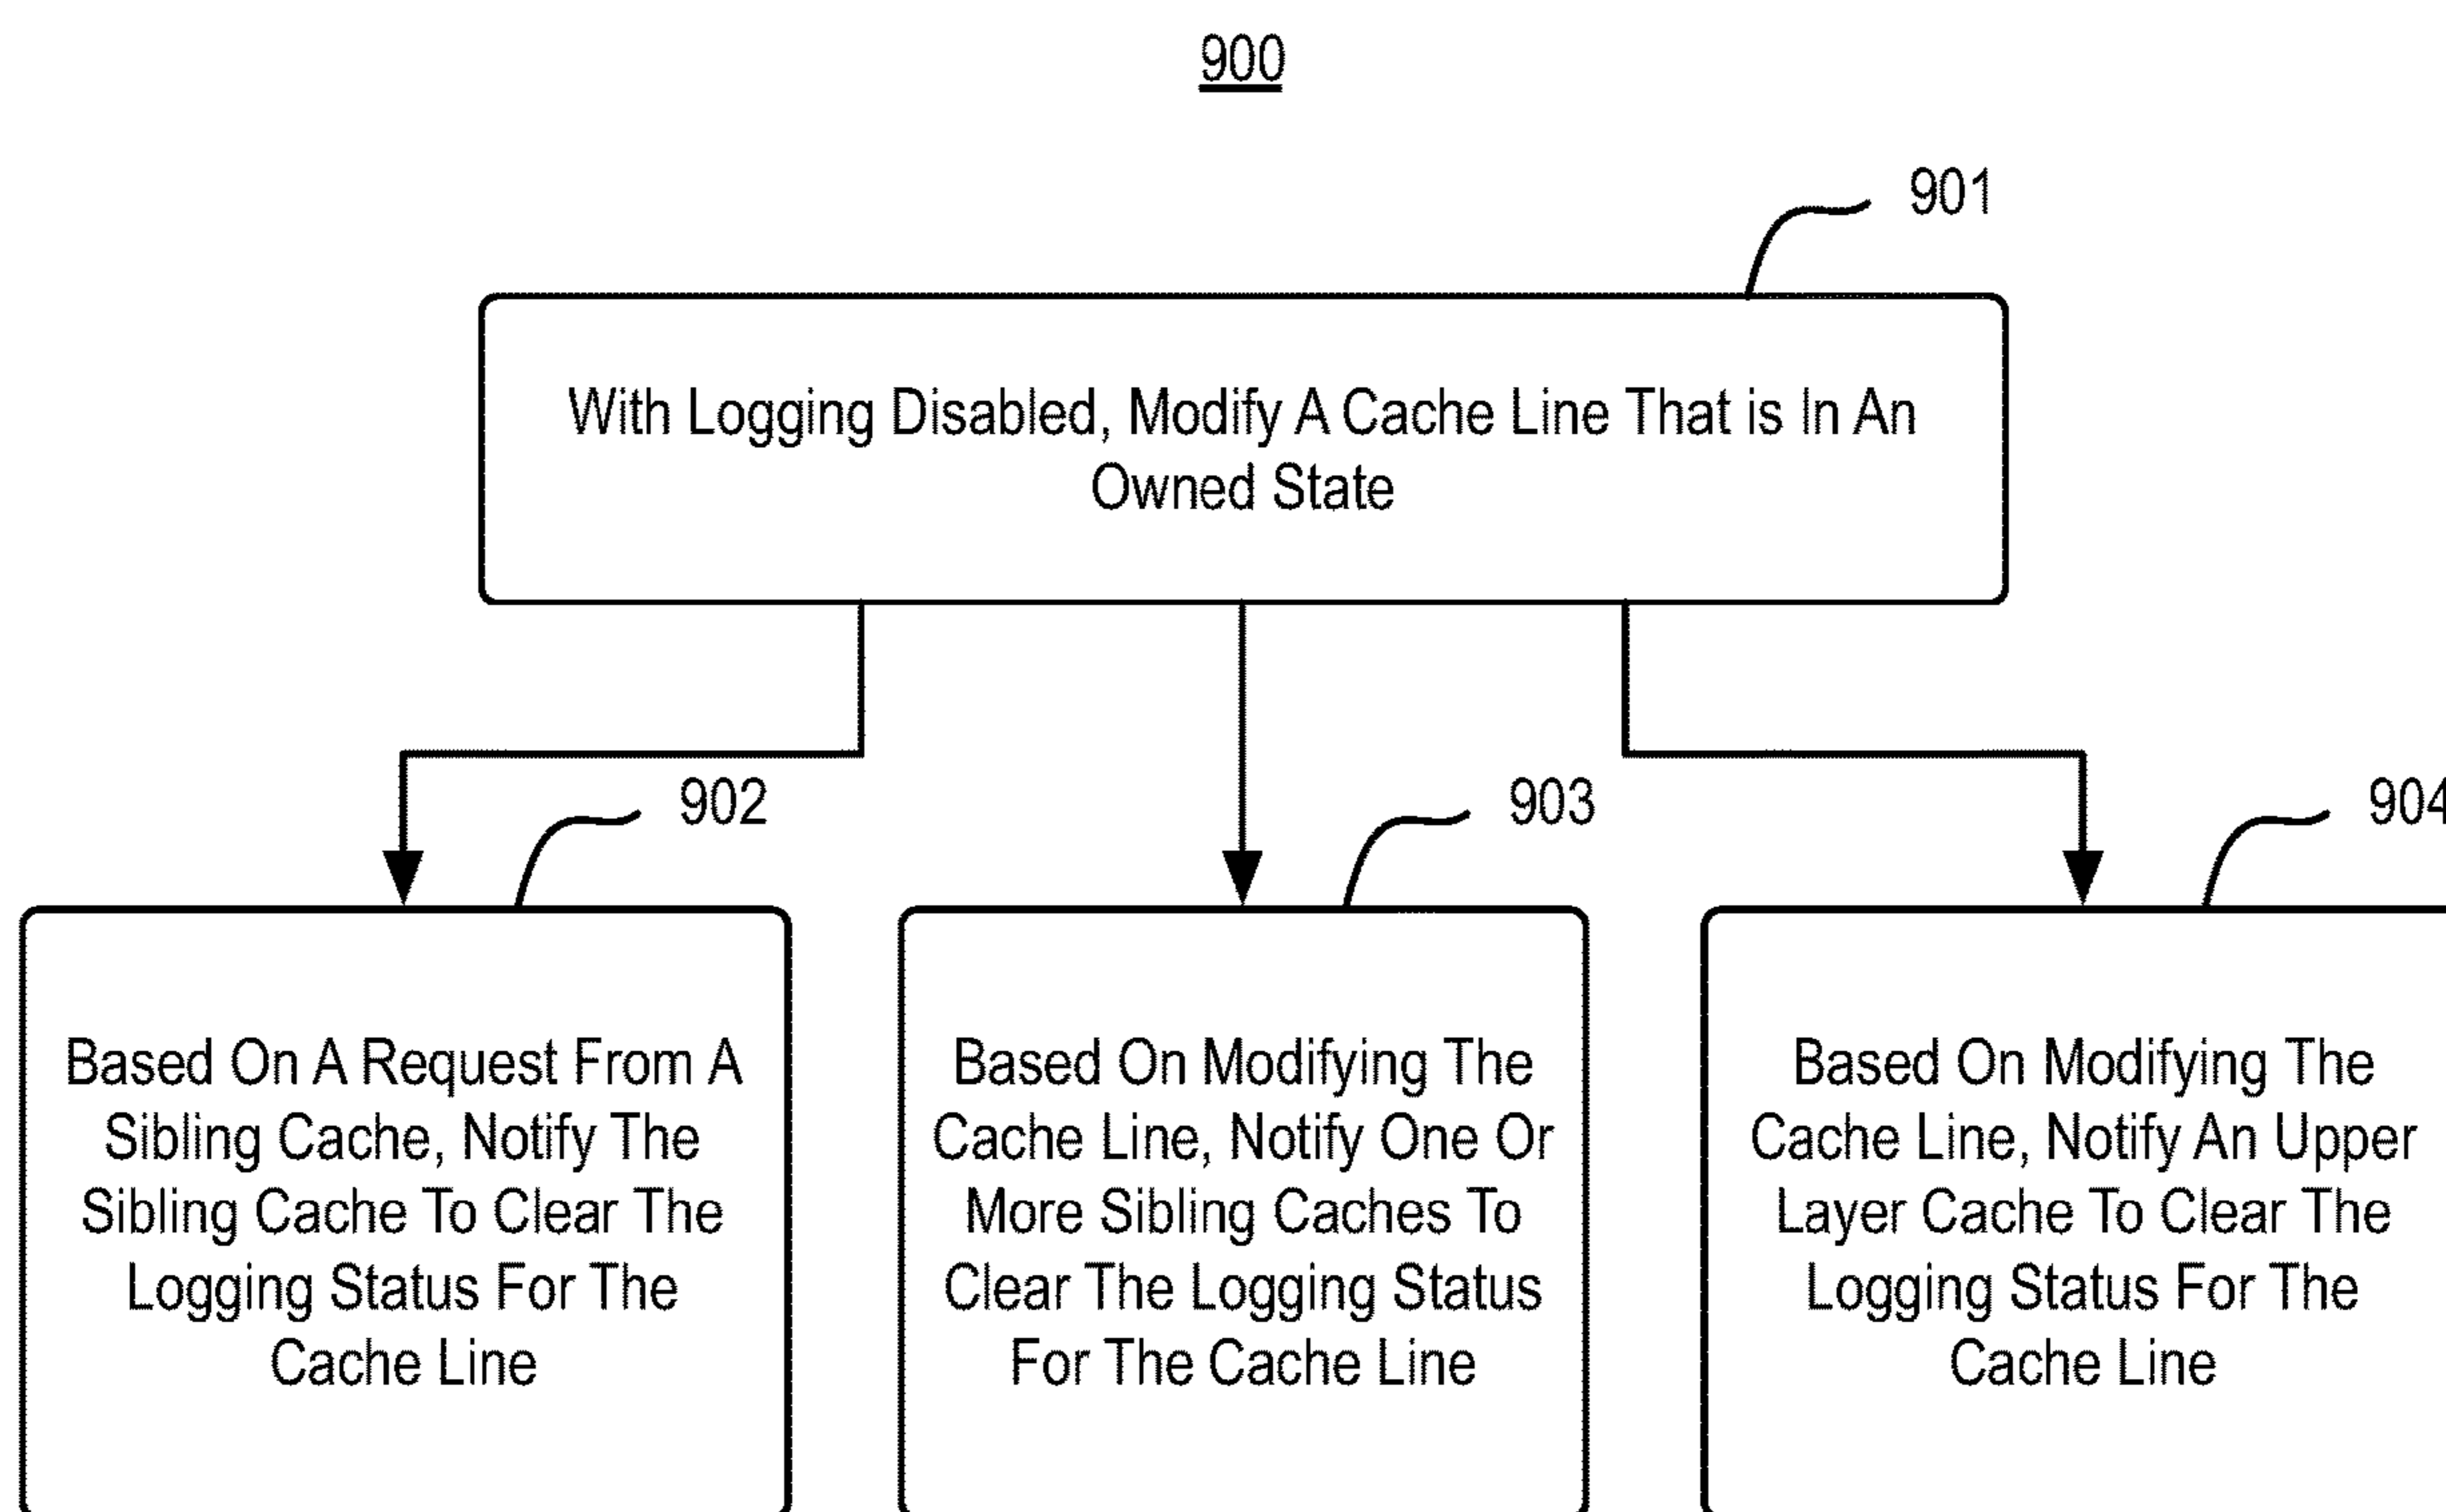 900
901
With Logging Disabled, Modify A Cache Line That is In An
Owned State
902
Based On A Request From A
Sibling Cache, Notify The
Sibling Cache To Clear The
Logging Status For The
Cache Line
903
Based On Modifying The
Cache Line, Notify One Or
More Sibling Caches To
Clear The Logging Status
For The Cache Line
904
Based On Modifying The
Cache Line, Notify An Upper
Layer Cache To Clear The
Logging Status For The
Cache Line